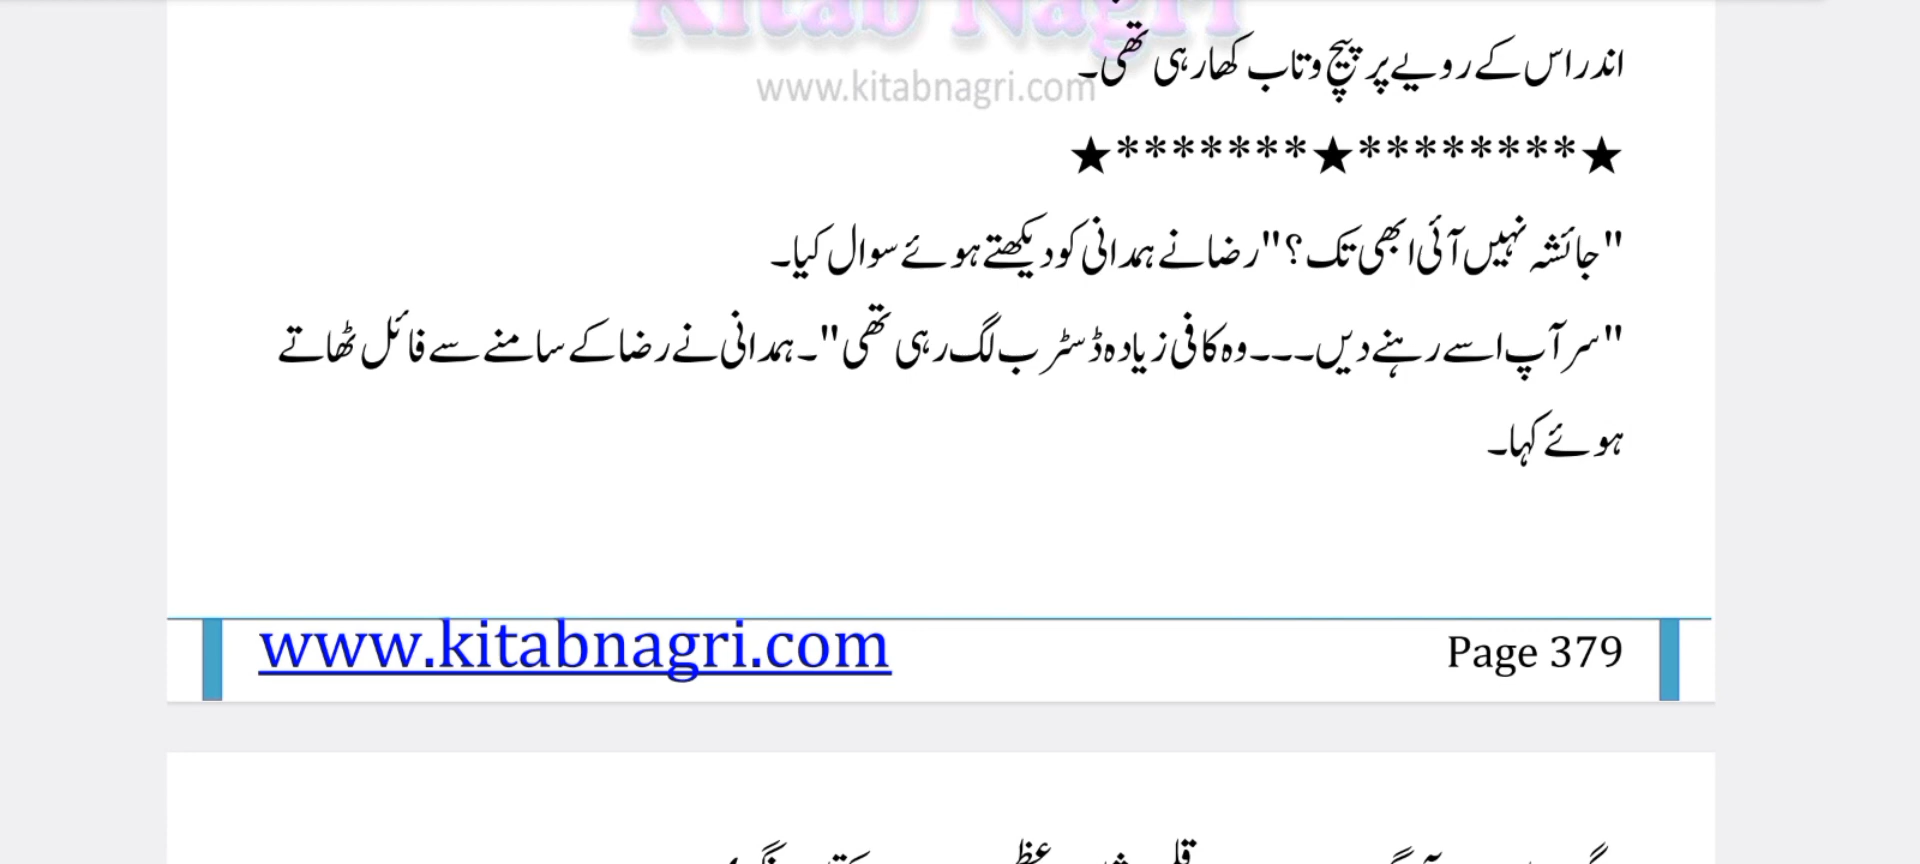 Kitab Nagri
www.kitabnagri.com
اندر اس کے رویے پر پیچ و تاب کھا رہی تھی۔
★********★*******★
"جائشہ نہیں آئی ابھی تک؟" رضا نے ہمدانی کو دیکھتے ہوئے سوال کیا۔
"سر آپ اسے رہنے دیں۔۔۔وہ کافی زیادہ ڈسٹرب لگ رہی تھی"۔ہمدانی نے رضا کے سامنے سے فائل ٹھاتے
ہوئے کہا۔
www.kitabnagri.com Page 379